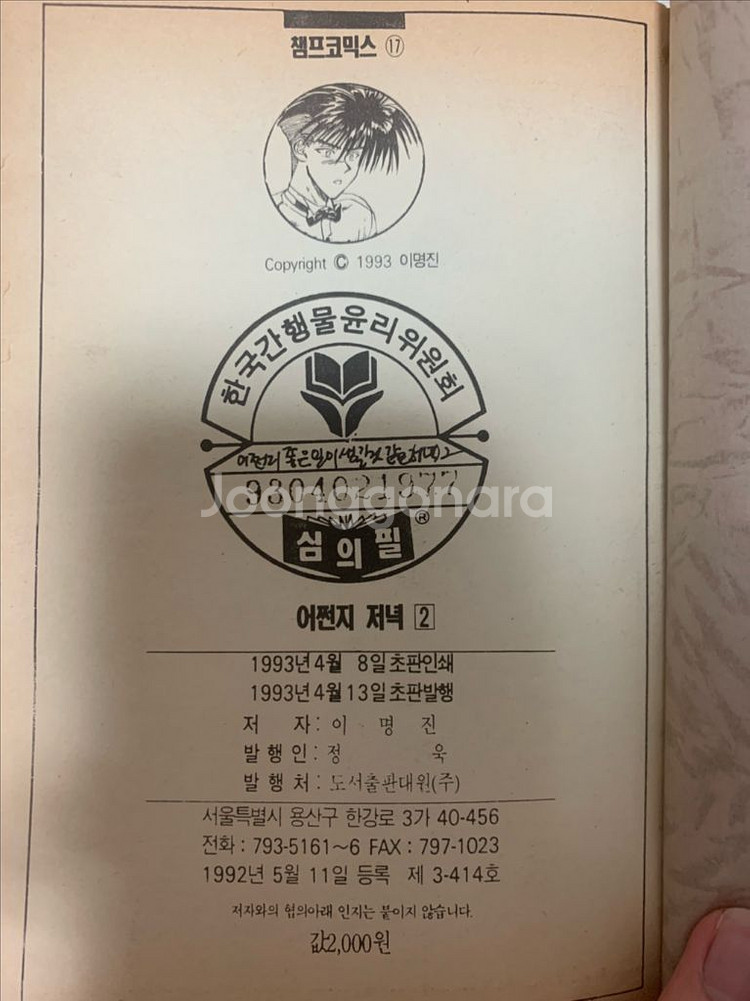 챔프코믹스 ⑰
Copyright © 1993 이명진
한국간행물윤리위원회
어쩐지 좋은일이 생길것 같은 저녁 2
9304021977
Joonagonara
심의필 ®
어쩐지 저녁 2
1993년 4월 8일 초판인쇄
1993년 4월 13일 초판발행
저 자 : 이 명 진
발 행 인 : 정 욱
발 행 처 : 도서출판대원(주)
서울특별시 용산구 한강로 3가 40-456
전화 : 793-5161~6 FAX : 797-1023
1992년 5월 11일 등록 제 3-414호
저자와의 협의아래 인지는 붙이지 않습니다.
값2,000원